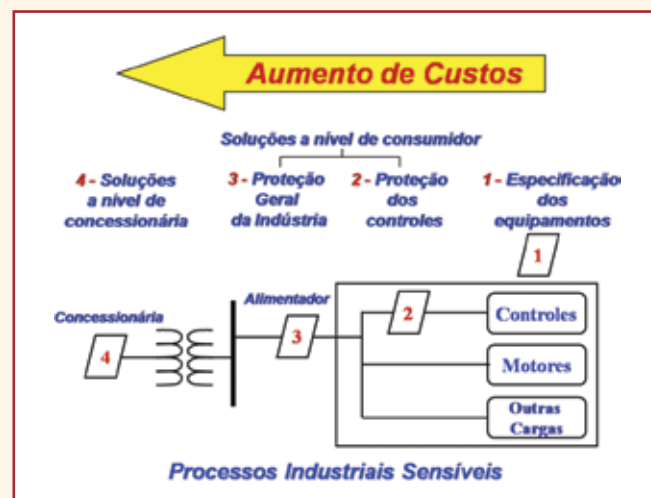 Aumento de Custos
Soluções a nível de consumidor
4 - Soluções
a nível de
concessionária
3 - Proteção
Geral
da Indústria
2- Proteção
dos
controles
1 - Especificação
dos
equipamentos
1
Concessionária
Alimentador
4
3
2
Controles
Motores
Outras
Cargas
Processos Industriais Sensíveis